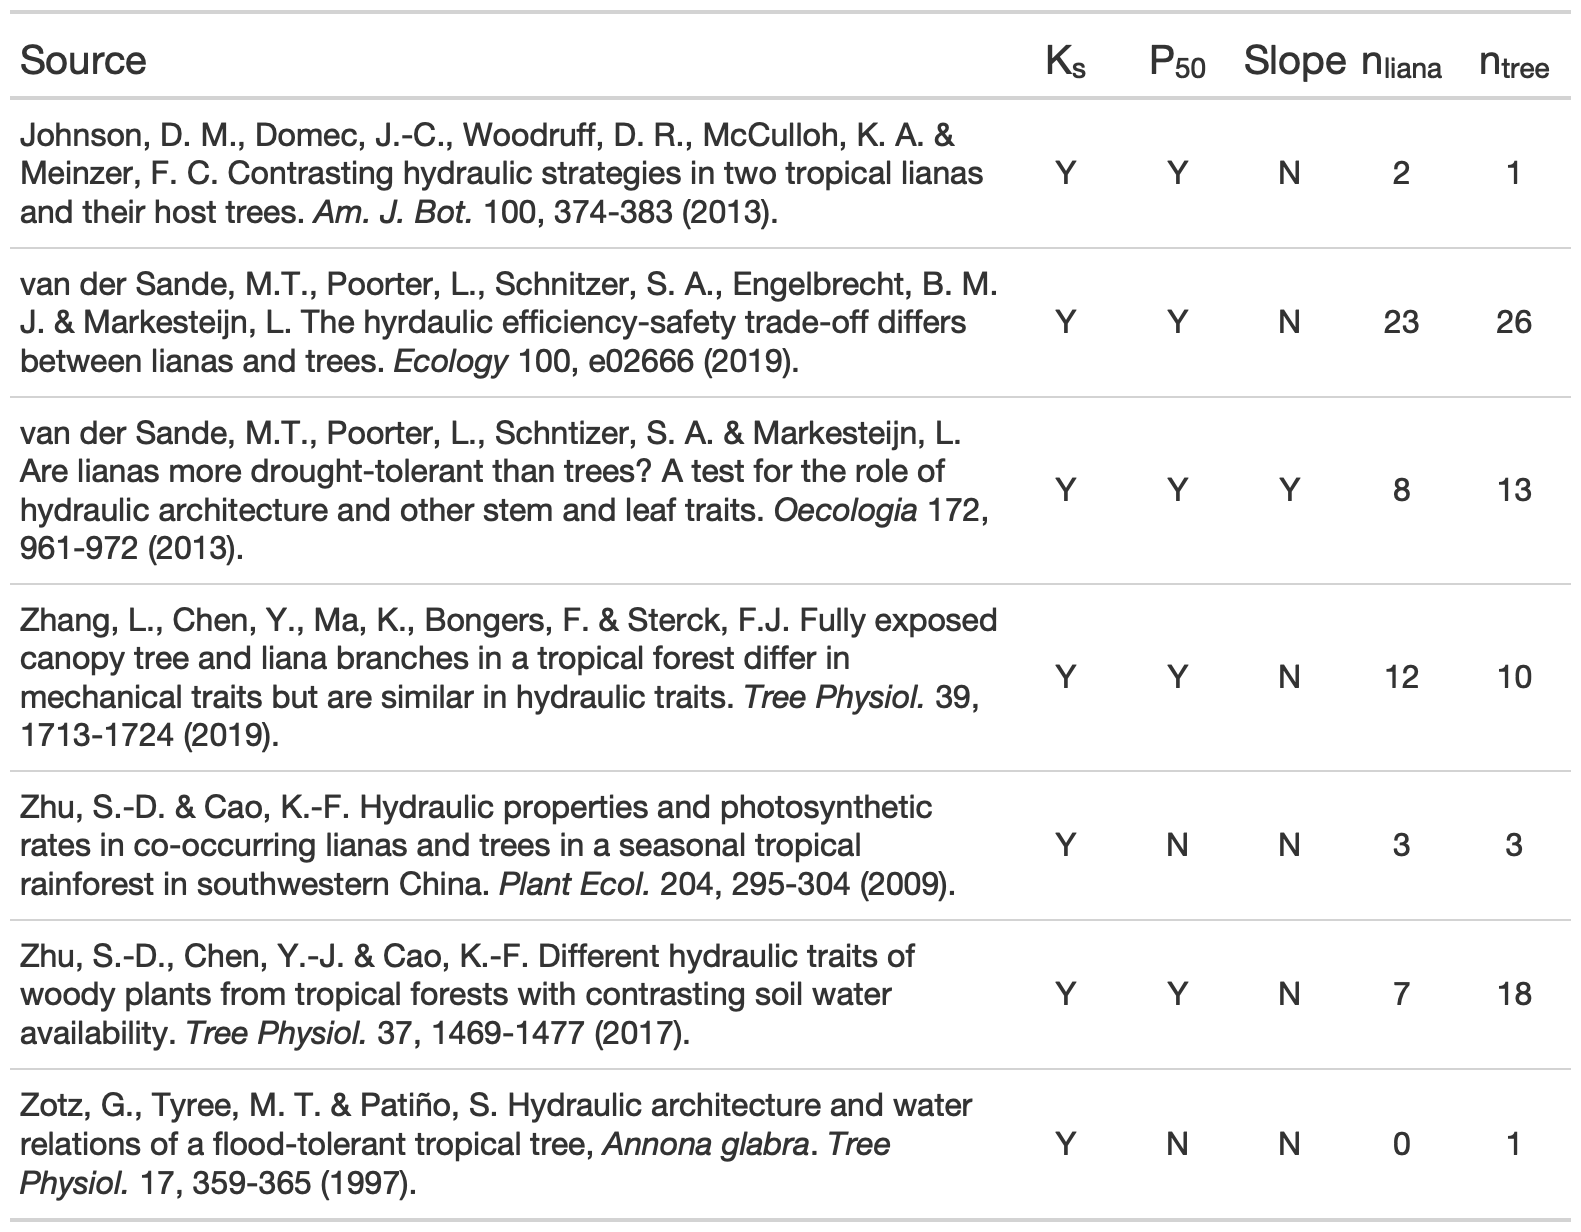 Source Ks P50 Slope nliana ntree
Johnson, D. M., Domec, J.-C., Woodruff, D. R., McCulloh, K. A. &
Meinzer, F. C. Contrasting hydraulic strategies in two tropical lianas Y Y N 2 1
and their host trees. Am. J. Bot. 100, 374-383 (2013).
van der Sande, M.T., Poorter, L., Schnitzer, S. A., Engelbrecht, B. M.
J. & Markesteijn, L. The hyrdaulic efficiency-safety trade-off differs Y Y N 23 26
between lianas and trees. Ecology 100, e02666 (2019).
van der Sande, M.T., Poorter, L., Schntizer, S. A. & Markesteijn, L.
Are lianas more drought-tolerant than trees? A test for the role of
hydraulic architecture and other stem and leaf traits. Oecologia 172, Y Y Y 8 13
961-972 (2013).
Zhang, L., Chen, Y., Ma, K., Bongers, F. & Sterck, F.J. Fully exposed
canopy tree and liana branches in a tropical forest differ in
mechanical traits but are similar in hydraulic traits. Tree Physiol. 39, Y Y N 12 10
1713-1724 (2019).
Zhu, S.-D. & Cao, K.-F. Hydraulic properties and photosynthetic
rates in co-occurring lianas and trees in a seasonal tropical Y N N 3 3
rainforest in southwestern China. Plant Ecol. 204, 295-304 (2009).
Zhu, S.-D., Chen, Y.-J. & Cao, K.-F. Different hydraulic traits of
woody plants from tropical forests with contrasting soil water Y Y N 7 18
availability. Tree Physiol. 37, 1469-1477 (2017).
Zotz, G., Tyree, M. T. & Patiño, S. Hydraulic architecture and water
relations of a flood-tolerant tropical tree, Annona glabra. Tree Y N N 0 1
Physiol. 17, 359-365 (1997).